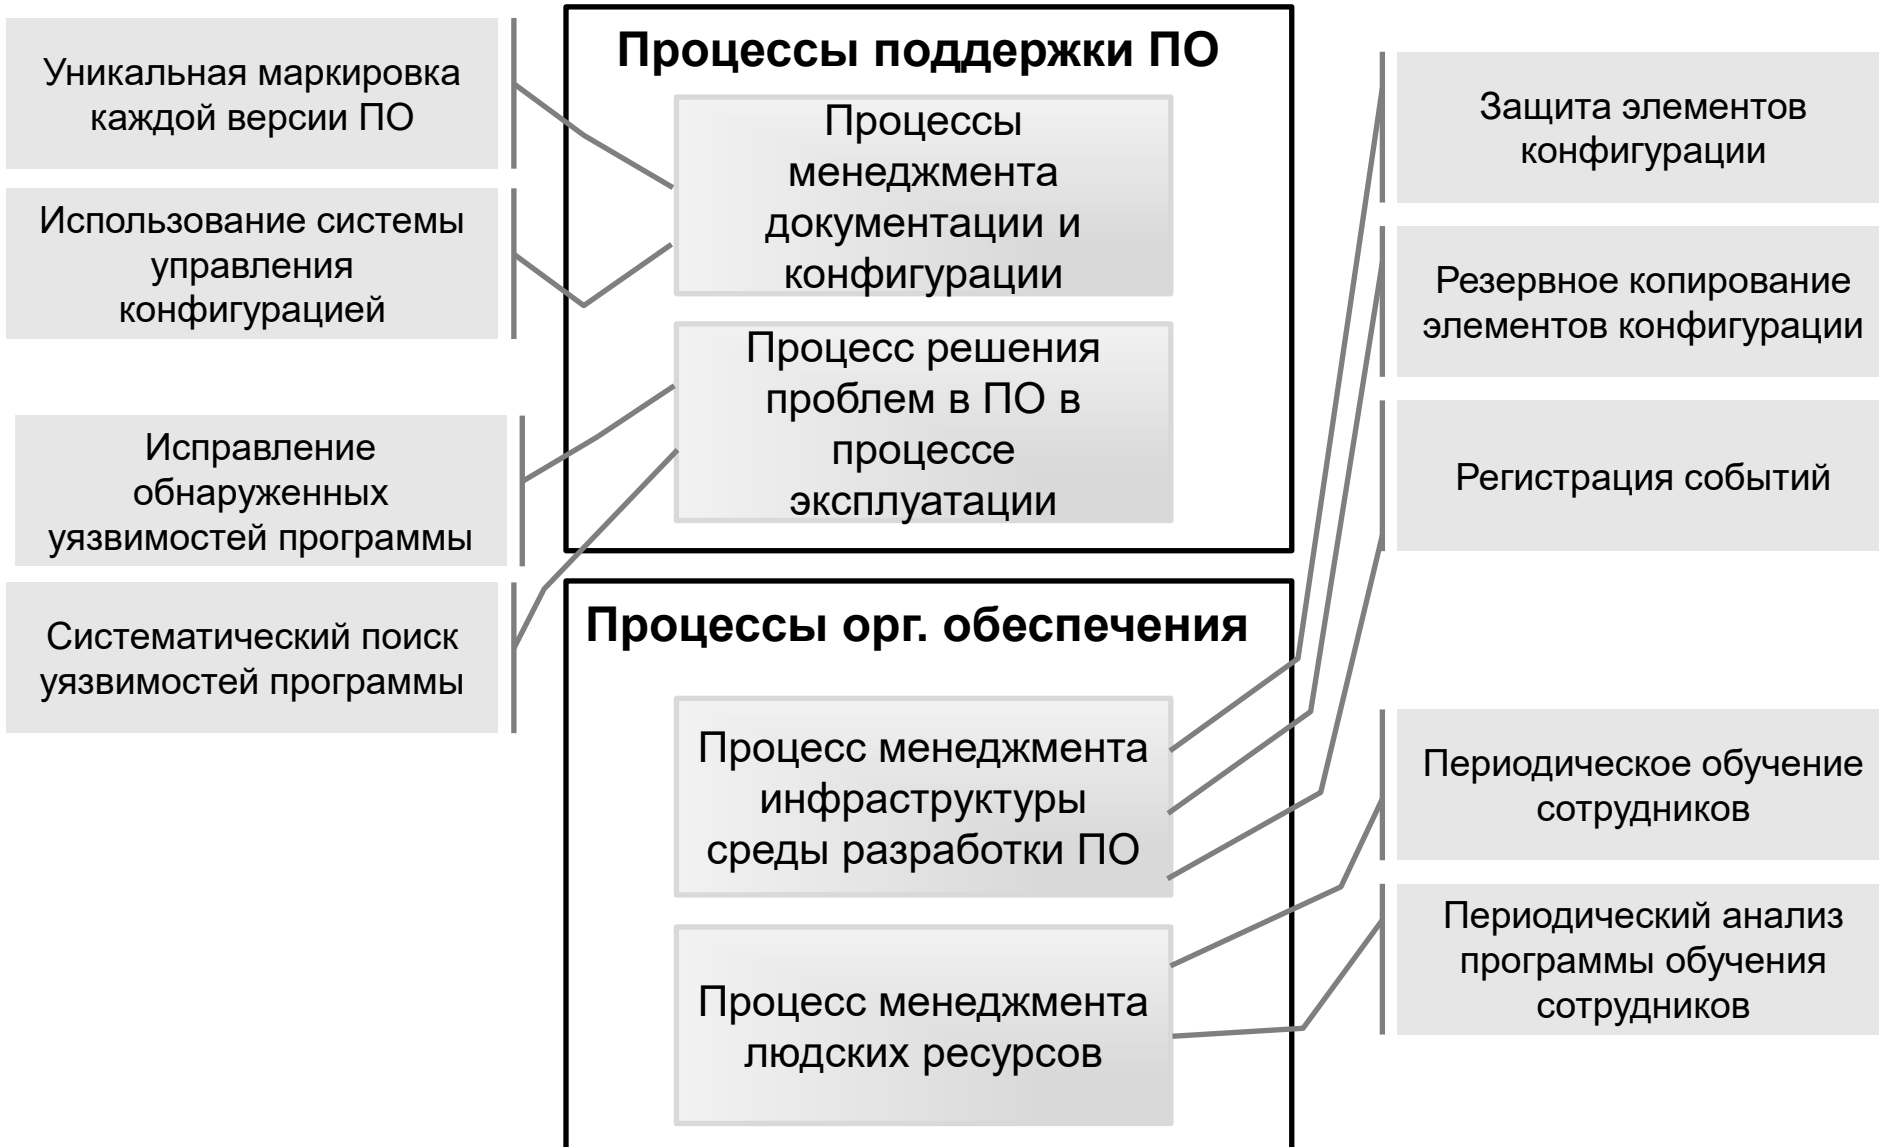 Уникальная маркировка
каждой версии ПО
Использование системы
управления
конфигурацией
Исправление
обнаруженных
уязвимостей программы
Систематический поиск
уязвимостей программы
Процессы поддержки ПО
Процессы
менеджмента
документации и
конфигурации
Процесс решения
проблем в ПО в
процессе
эксплуатации
Процессы орг. обеспечения
Процесс менеджмента
инфраструктуры
среды разработки ПО
Процесс менеджмента
людских ресурсов
Защита элементов
конфигурации
Резервное копирование
элементов конфигурации
Регистрация событий
Периодическое обучение
сотрудников
Периодический анализ
программы обучения
сотрудников